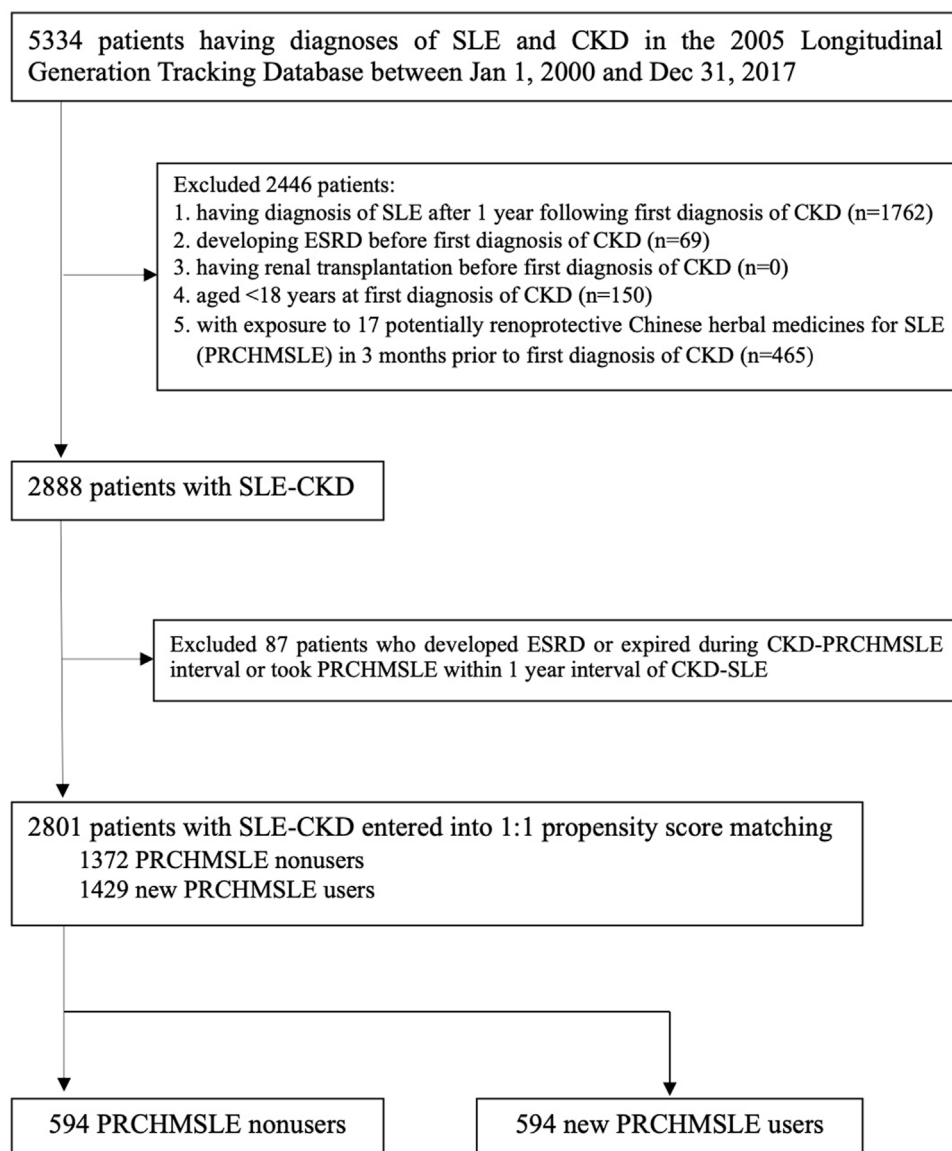 5334 patients having diagnoses of SLE and CKD in the 2005 Longitudinal
Generation Tracking Database between Jan 1, 2000 and Dec 31, 2017
Excluded 2446 patients:
1. having diagnosis of SLE after 1 year following first diagnosis of CKD (n=1762)
2. developing ESRD before first diagnosis of CKD (n=69)
3. having renal transplantation before first diagnosis of CKD (n=0)
4. aged <18 years at first diagnosis of CKD (n=150)
5. with exposure to 17 potentially renoprotective Chinese herbal medicines for SLE
(PRCHMSLE) in 3 months prior to first diagnosis of CKD (n=465)
2888 patients with SLE-CKD
Excluded 87 patients who developed ESRD or expired during CKD-PRCHMSLE
interval or took PRCHMSLE within 1 year interval of CKD-SLE
2801 patients with SLE-CKD entered into 1:1 propensity score matching
1372 PRCHMSLE nonusers
1429 new PRCHMSLE users
594 PRCHMSLE nonusers
594 new PRCHMSLE users